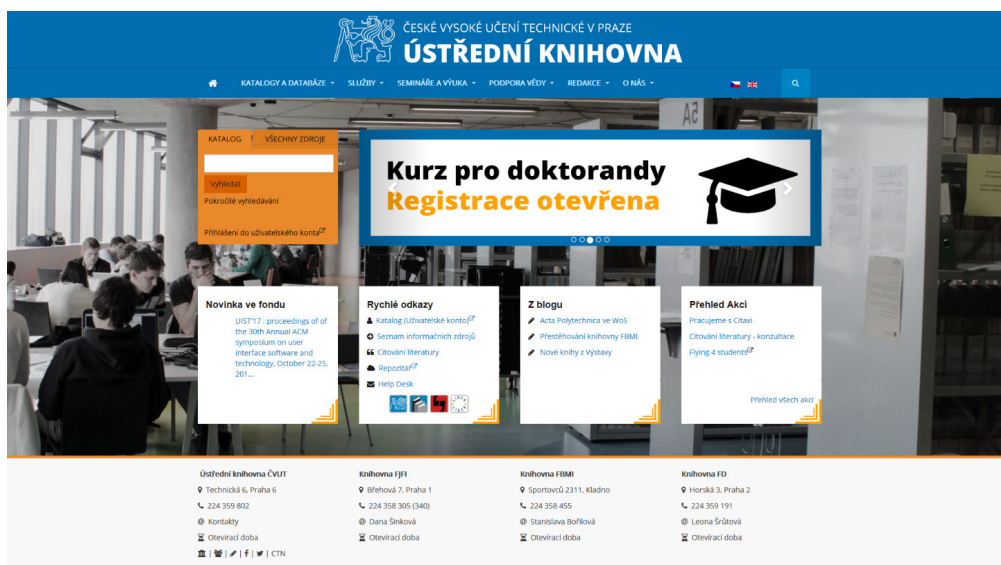 ČESKÉ VYSOKÉ UČENÍ TECHNICKÉ V PRAZE
ÚSTŘEDNÍ KNIHOVNA
KATALOGY A DATABÁZE SLUŽBY SEMINÁŘE A VÝUKA PODPORA VĚDY REDAKCE O NÁS
5A
KATALOG VŠECHNY ZDROJE
Vyhledat
Pokročilé vyhledávání
Přihlášení do uživatelského konta
Kurz pro doktorandy
Registrace otevřena
Novinka ve fondu
UIST'17 : proceedings of of
the 30th Annual ACM
symposium on user
interface software and
technology, October 22-25,
201...
Rychlé odkazy
Katalog (Uživatelské konto)
Seznam informačních zdrojů
Citování literatury
Repozitář
Help Desk
Z blogu
Acta Polytechnica ve WoS
Přestěhování knihovny FBMI
Nové knihy z Výstavy
Přehled Akcí
Pracujeme s Citavi
Citování literatury - konzultace
Flying 4 students
Přehled všech akcí
Ústřední knihovna ČVUT
Technická 6, Praha 6
224 359 802
@ Kontakty
Otevírací doba
| | | | | CTN
Knihovna FJFI
Břehová 7, Praha 1
224 358 305 (340)
@ Dana Šinková
Otevírací doba
Knihovna FBMI
Sportovců 2311, Kladno
224 358 455
@ Stanislava Bořilová
Otevírací doba
Knihovna FD
Horská 3, Praha 2
224 359 191
@ Leona Šrůtová
Otevírací doba